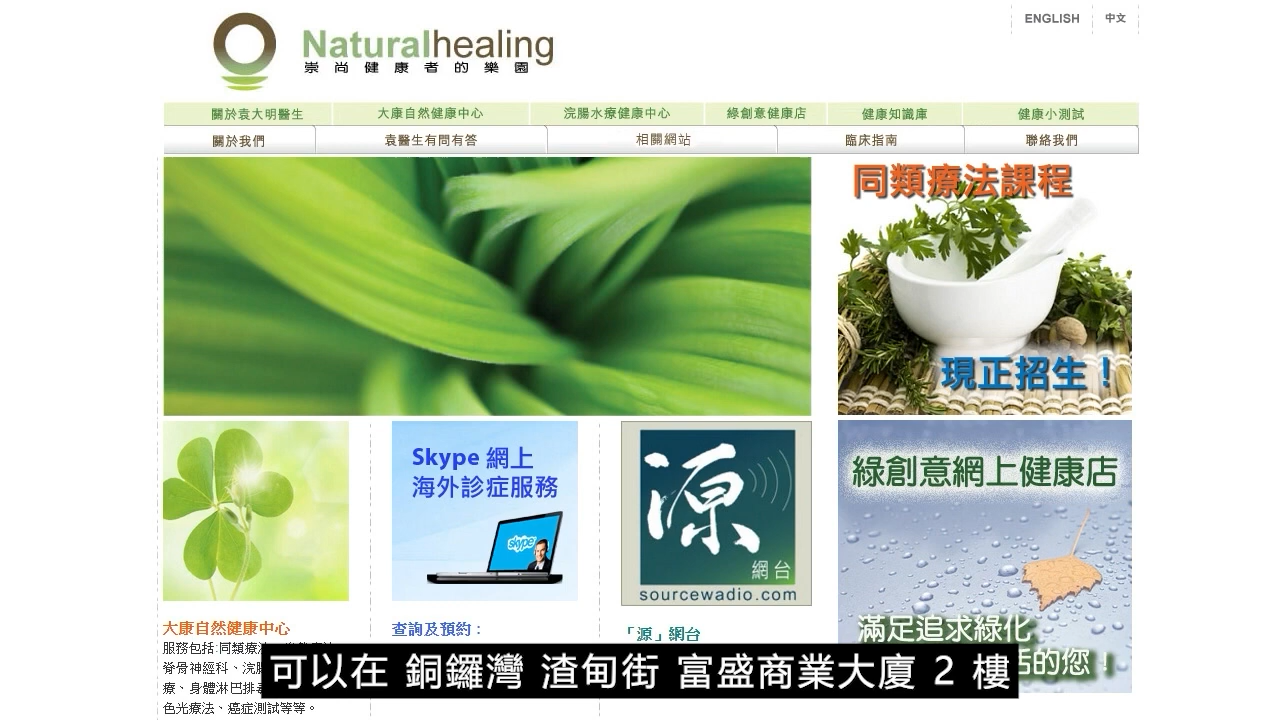 ENGLISH
中文
Naturalhealing
崇尚健康者的樂園
關於袁大明醫生
大康自然健康中心
浣腸水療健康中心
綠創意健康店
健康知識庫
健康小測試
關於我們
袁醫生有問有答
相關網站
臨床指南
聯絡我們
同類療法課程
現正招生！
Skype 網上
海外診症服務
skype
源
網台
sourcewadio.com
綠創意網上健康店
滿足追求綠化
活的您！
大康自然健康中心
服務包括:同類療法、
脊骨神經科、浣腸
療、身體淋巴排毒
色光療法、癌症測試等等。
查詢及預約：
「源」網台
可以在 銅鑼灣 渣甸街 富盛商業大廈 2 樓